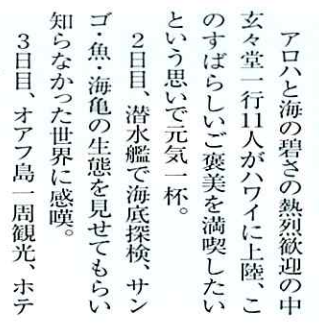 アロハと海の碧さの熱烈歓迎の中
玄々堂一行11人がハワイに上陸、こ
のすばらしいご褒美を満喫したい
という思いで元気一杯。
２日目、潜水艦で海底探検、サン
ゴ・魚・海亀の生態を見せてもらい
知らなかった世界に感嘆。
３日目、オアフ島一周観光、ホテ